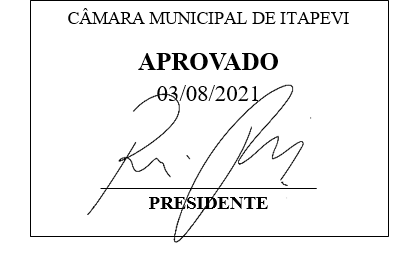 CÂMARA MUNICIPAL DE ITAPEVI
APROVADO
03/08/2021
PRESIDENTE